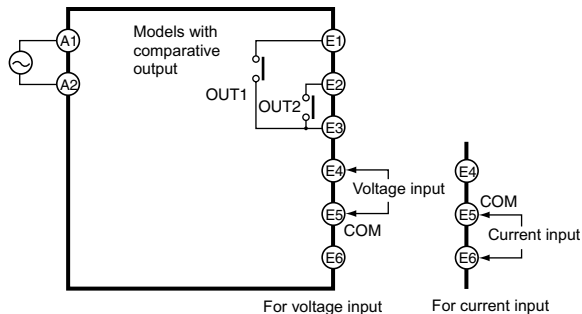 A1
Models with
comparative
output
E1
A2
OUT1
OUT2
E2
E3
E4
Voltage input
E5
COM
E6
For voltage input
E4
COM
E5
Current input
E6
For current input